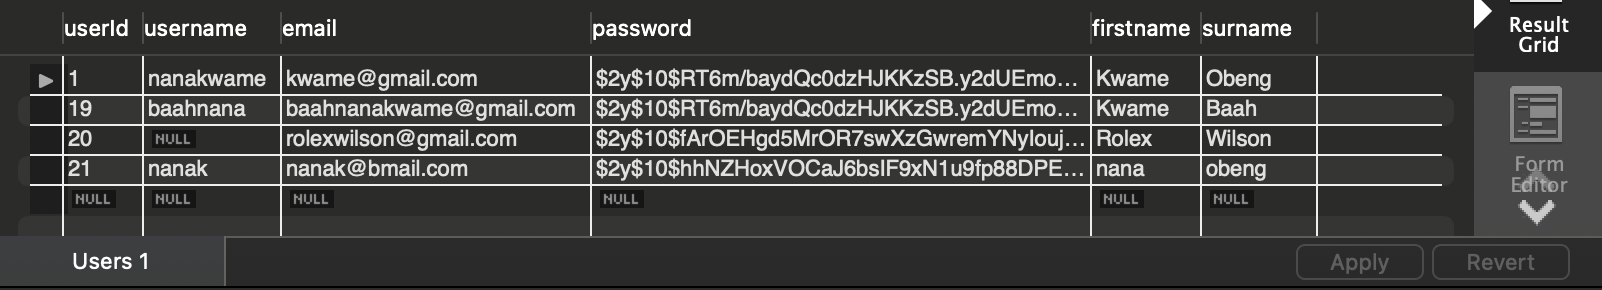 userId username email password firstname surname
1 nanakwame kwame@gmail.com $2y$10$RT6m/baydQc0dzHJKKzSB.y2dUEmo... Kwame Obeng
19 baahnana baahnanakwame@gmail.com $2y$10$RT6m/baydQc0dzHJKKzSB.y2dUEmo... Kwame Baah
20 NULL rolexwilson@gmail.com $2y$10$fArOEHgd5MrOR7swXzGwremYNyIouj... Rolex Wilson
21 nanak nanak@bmail.com $2y$10$hhNZHoxVOCaJ6bsIF9xN1u9fp88DPE... nana obeng
NULL NULL NULL NULL NULL NULL
Result
Grid
Form
Editor
Users 1
Apply Revert